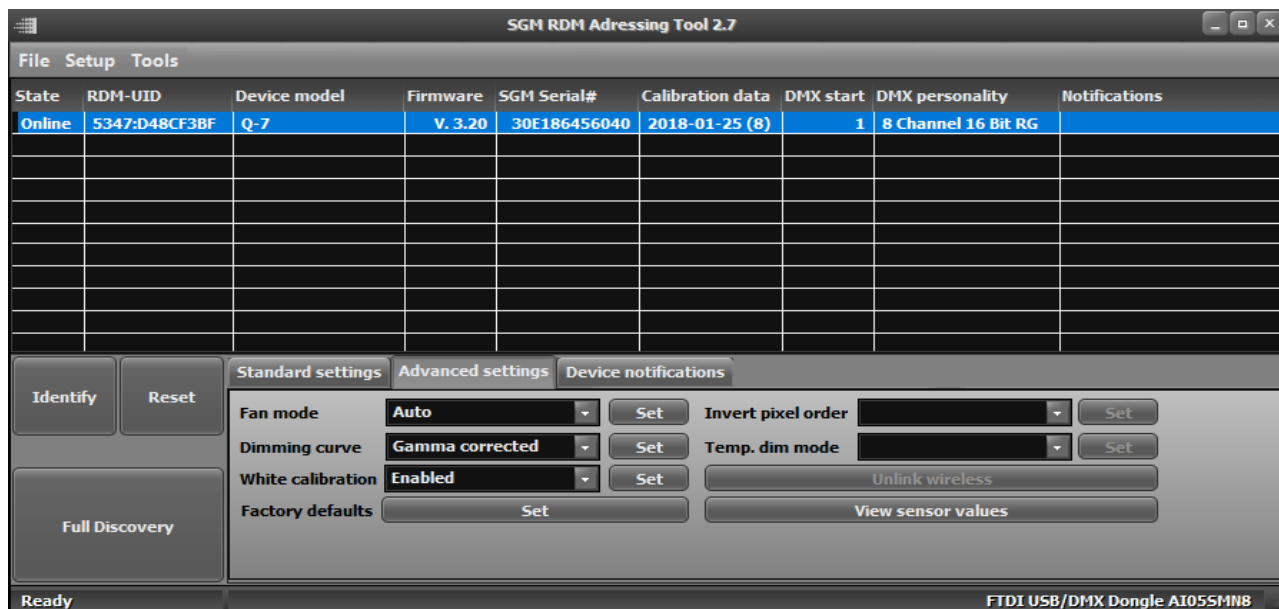 SGM RDM Adressing Tool 2.7
File Setup Tools
State RDM-UID Device model Firmware SGM Serial# Calibration data DMX start DMX personality Notifications
Online 5347:D48CF3BF Q-7 V. 3.20 30E186456040 2018-01-25 (8) 1 8 Channel 16 Bit RG
Identify Reset
Full Discovery
Standard settings Advanced settings Device notifications
Fan mode Auto Set Invert pixel order Set
Dimming curve Gamma corrected Set Temp. dim mode Set
White calibration Enabled Set Unlink wireless
Factory defaults Set View sensor values
Ready FTDI USB/DMX Dongle AI05SMN8